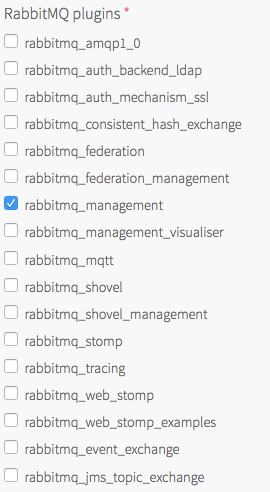 RabbitMQ plugins *
rabbitmq_amqp1_0
rabbitmq_auth_backend_ldap
rabbitmq_auth_mechanism_ssl
rabbitmq_consistent_hash_exchange
rabbitmq_federation
rabbitmq_federation_management
rabbitmq_management
rabbitmq_management_visualiser
rabbitmq_mqtt
rabbitmq_shovel
rabbitmq_shovel_management
rabbitmq_stomp
rabbitmq_tracing
rabbitmq_web_stomp
rabbitmq_web_stomp_examples
rabbitmq_event_exchange
rabbitmq_jms_topic_exchange